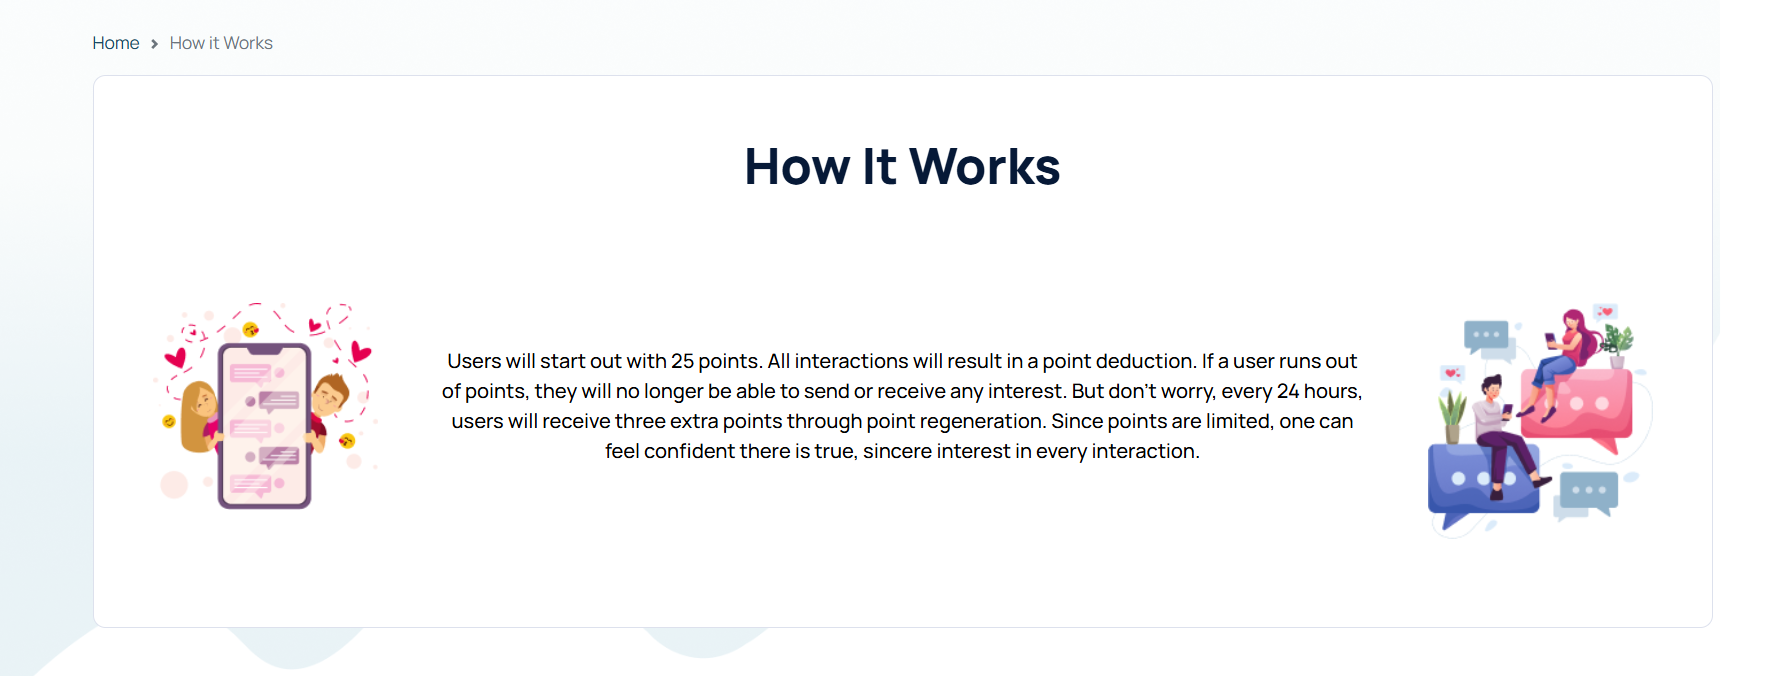 Home > How it Works
How It Works
Users will start out with 25 points. All interactions will result in a point deduction. If a user runs out
of points, they will no longer be able to send or receive any interest. But don't worry, every 24 hours,
users will receive three extra points through point regeneration. Since points are limited, one can
feel confident there is true, sincere interest in every interaction.